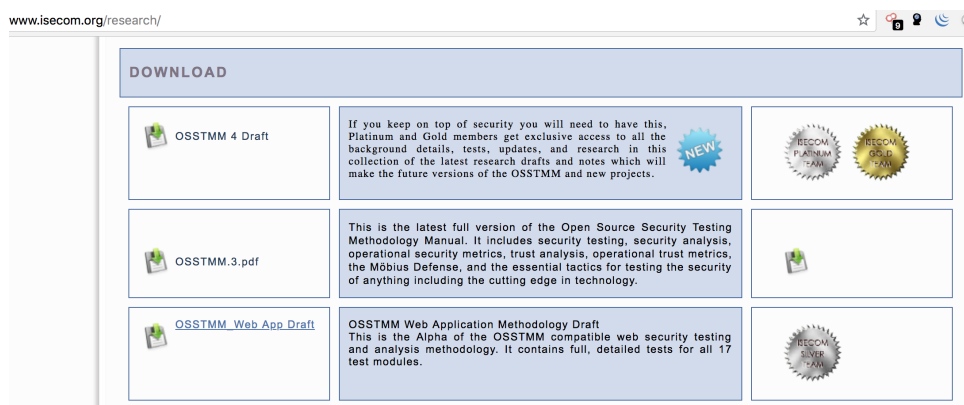 www.isecom.org/research/
9
DOWNLOAD
OSSTMM 4 Draft
If you keep on top of security you will need to have this,
Platinum and Gold members get exclusive access to all the
background details, tests, updates, and research in this
collection of the latest research drafts and notes which will
make the future versions of the OSSTMM and new projects.
NEW
ISECOM
PLATINUM
TEAM
ISECOM
GOLD
TEAM
OSSTMM.3.pdf
This is the latest full version of the Open Source Security Testing
Methodology Manual. It includes security testing, security analysis,
operational security metrics, trust analysis, operational trust metrics,
the Möbius Defense, and the essential tactics for testing the security
of anything including the cutting edge in technology.
OSSTMM_Web App Draft
OSSTMM Web Application Methodology Draft
This is the Alpha of the OSSTMM compatible web security testing
and analysis methodology. It contains full, detailed tests for all 17
test modules.
ISECOM
SILVER
TEAM